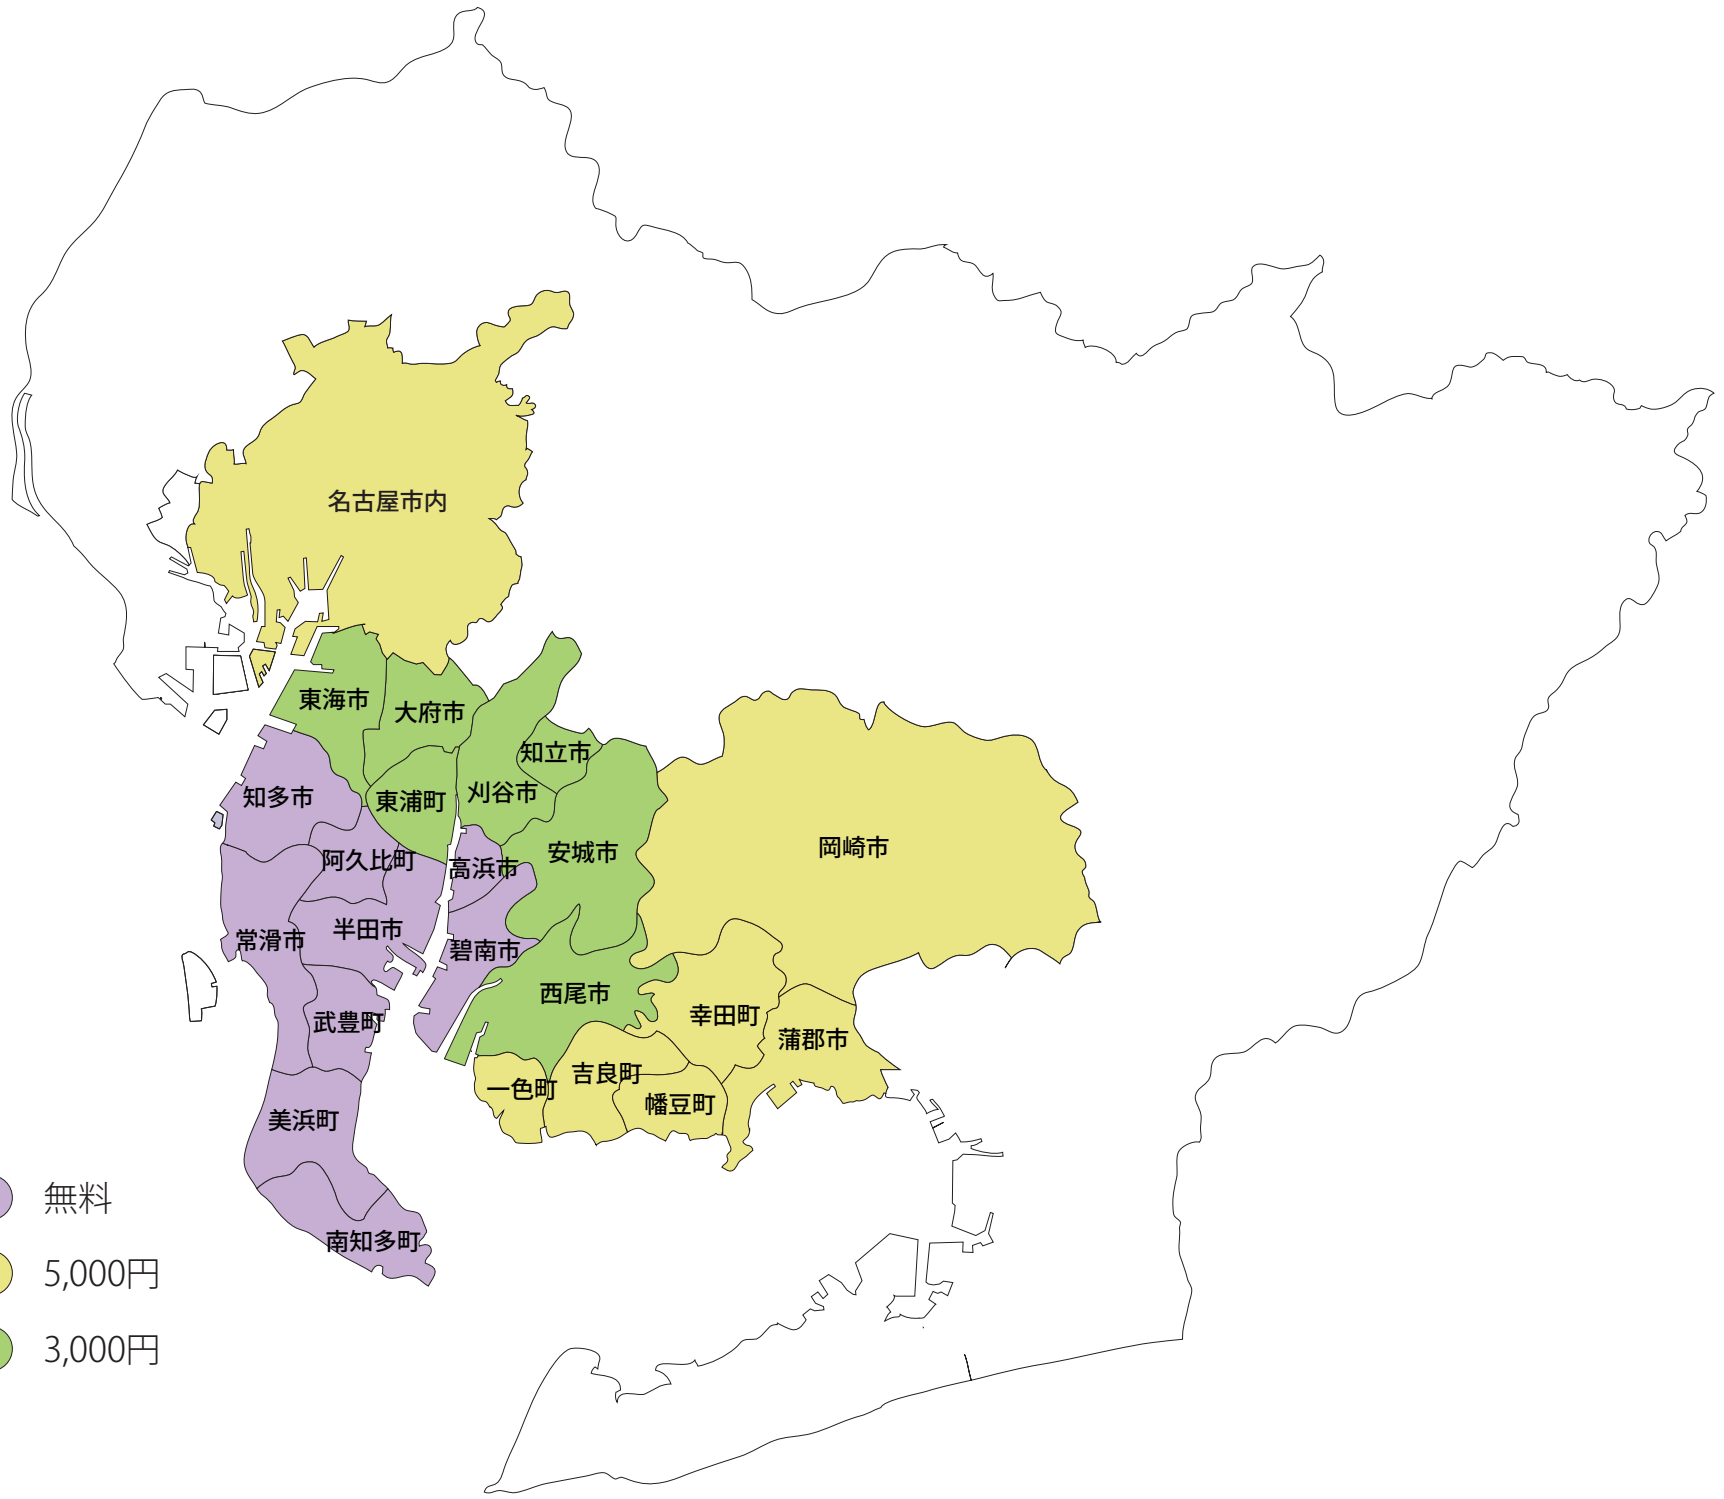 名古屋市内
東海市
大府市
知立市
刈谷市
東浦町
知多市
安城市
岡崎市
阿久比町
高浜市
半田市
常滑市
碧南市
西尾市
幸田町
武豊町
蒲郡市
吉良町
一色町
幡豆町
美浜町
南知多町
無料
5,000円
3,000円